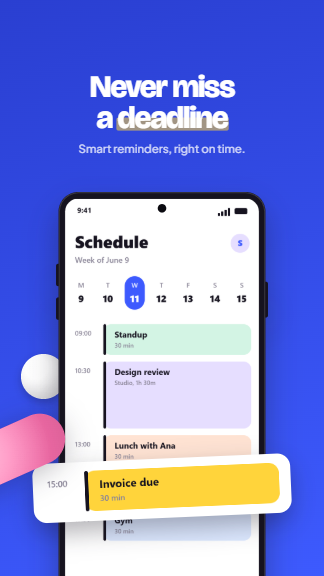 Never miss
a deadline
Smart reminders, right on time.
9:41
Schedule
S
Week of June 9
M T W T F S S
9 10 11 12 13 14 15
09:00
Standup
30 min
10:30
Design review
Studio, 1h 30m
13:00
Lunch with Ana
30 min
15:00
Invoice due
30 min
Gym
30 min